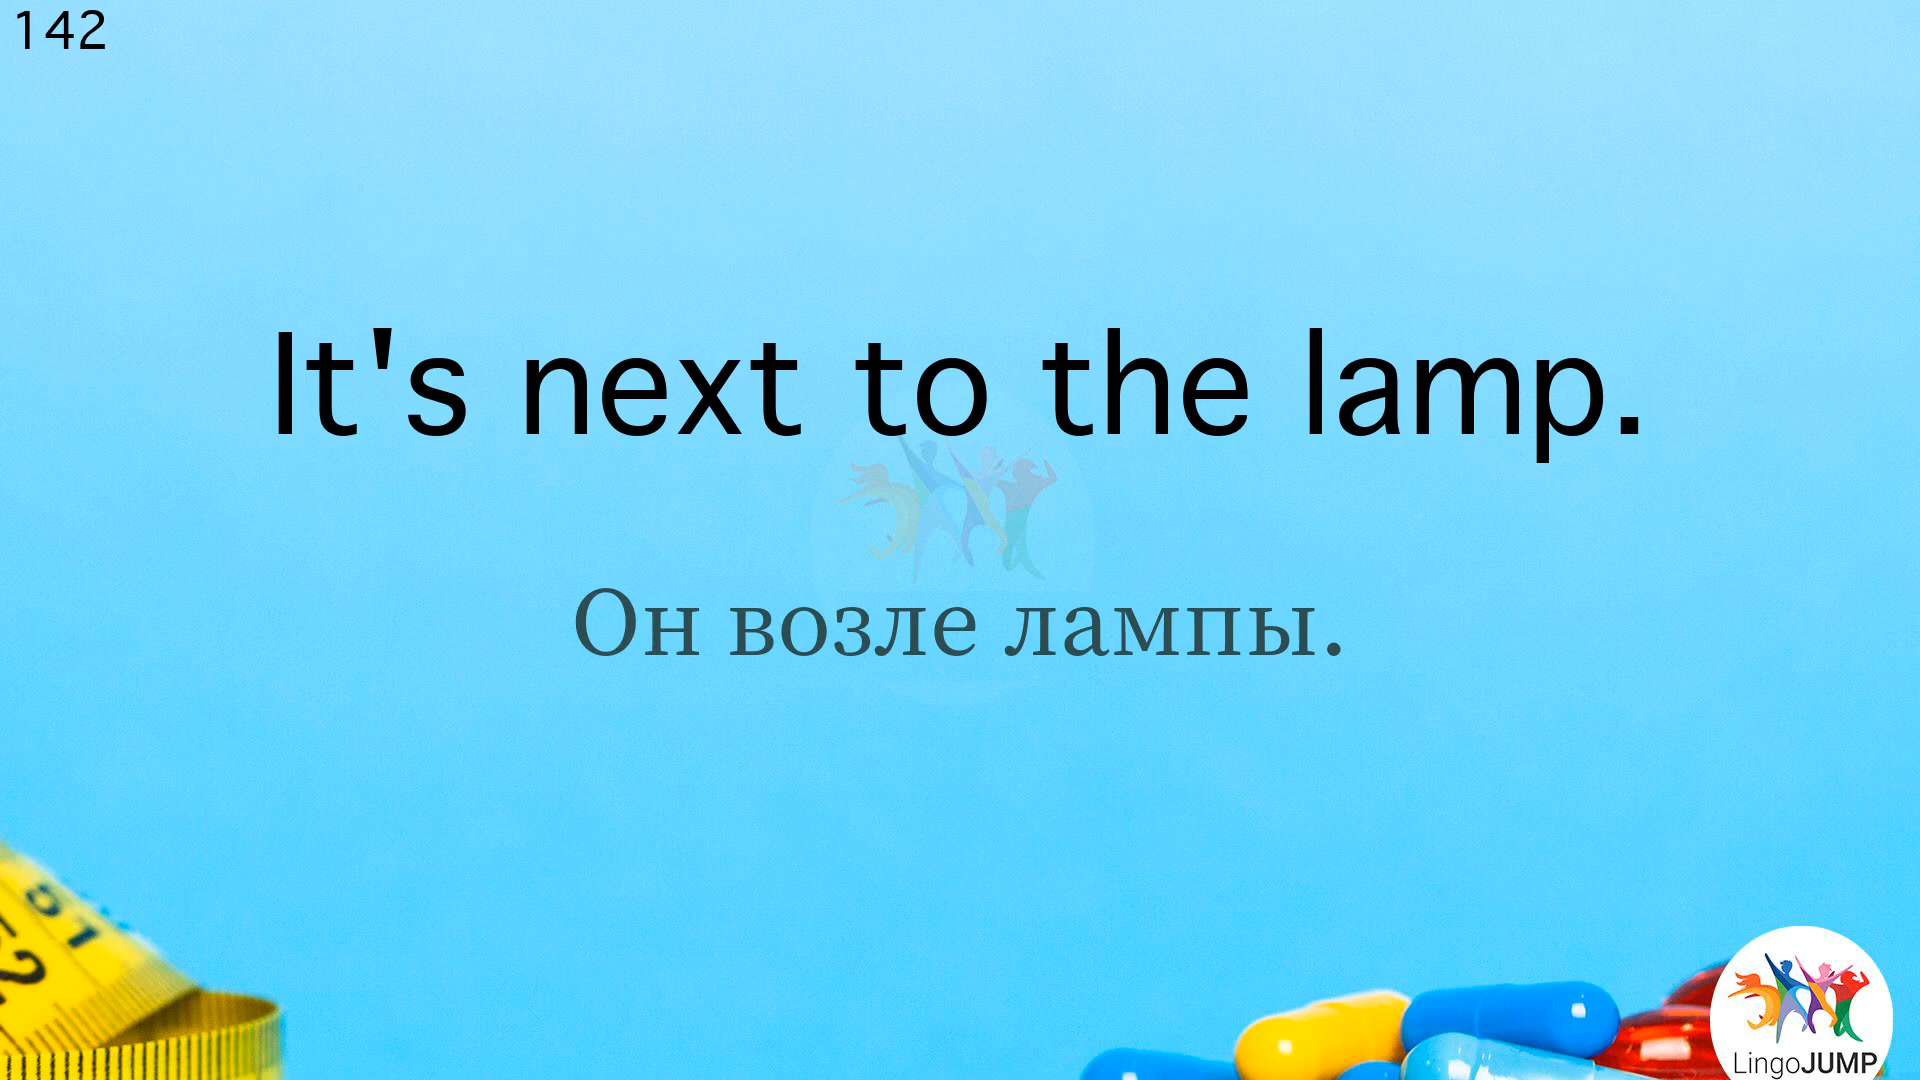 142
It's next to the lamp.
Он возле лампы.
LingoJUMP